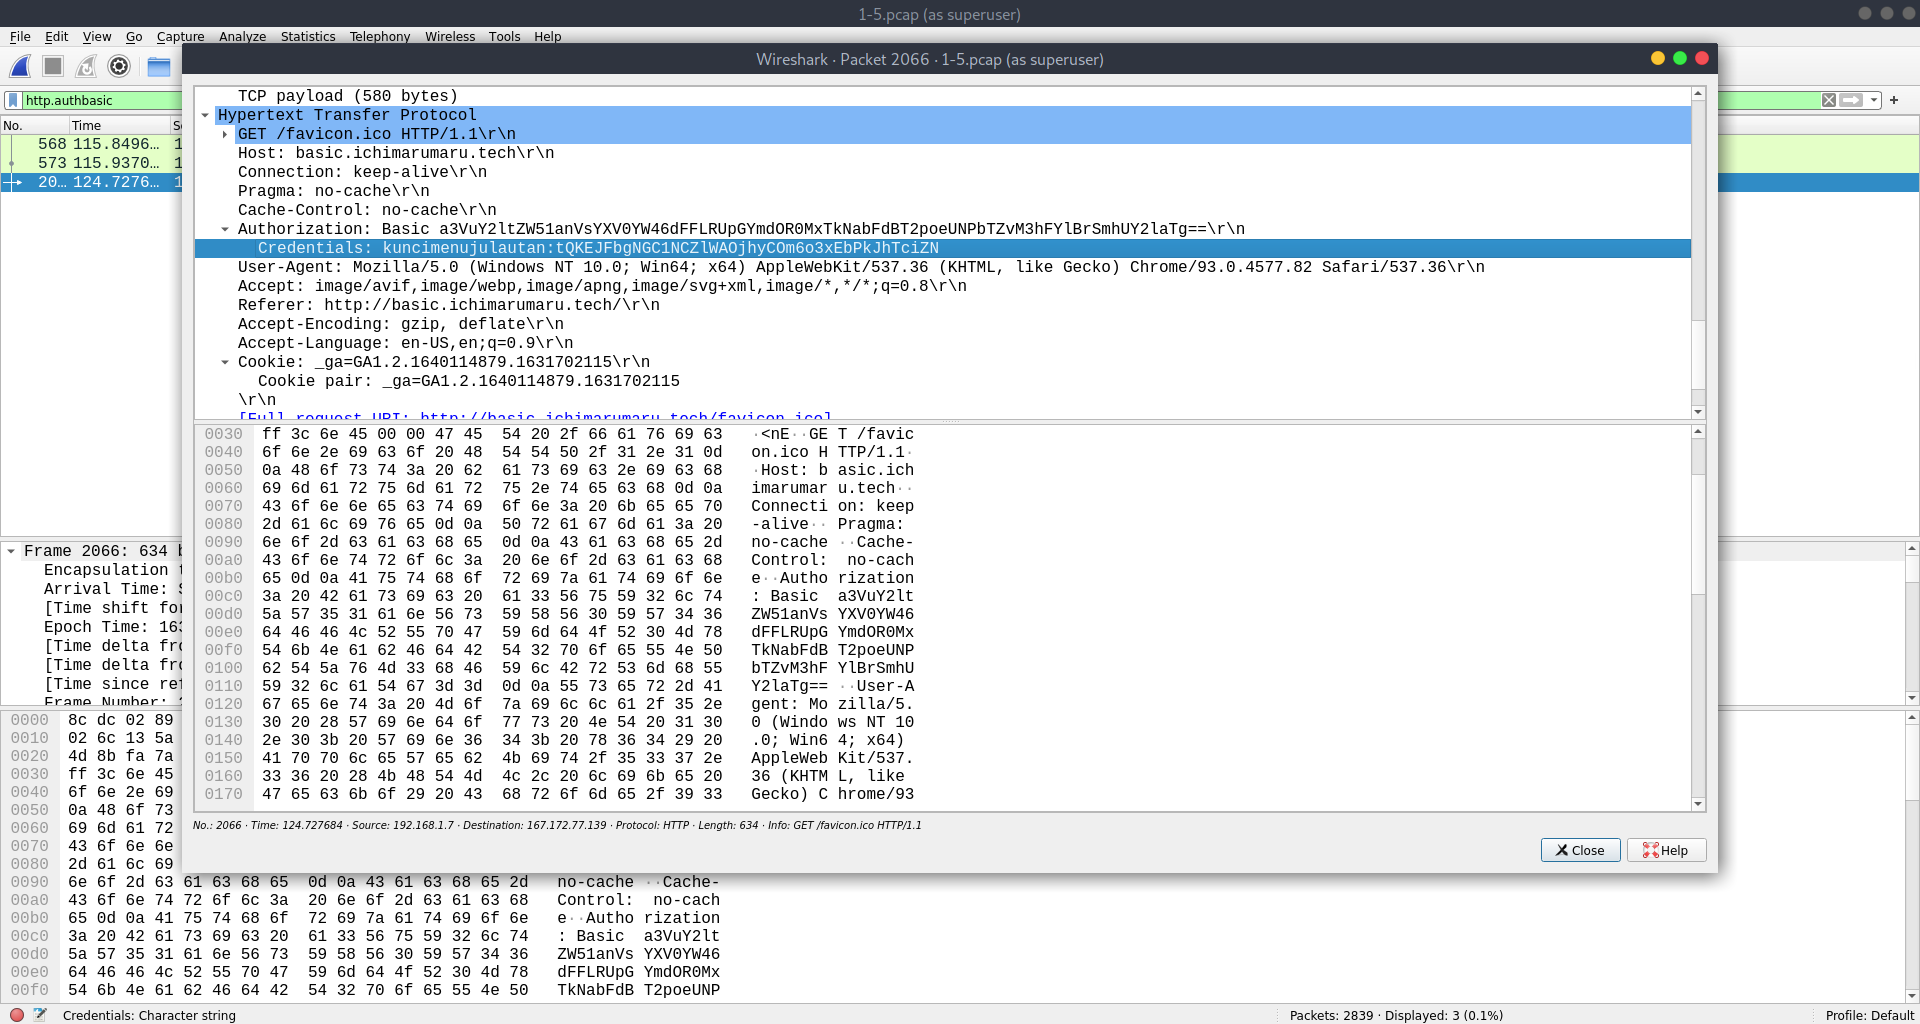 1-5.pcap (as superuser)
File Edit View Go Capture Analyze Statistics Telephony Wireless Tools Help
http.authbasic
No. Time
568 115.8496…
573 115.9370…
20… 124.7276…
Wireshark · Packet 2066 · 1-5.pcap (as superuser)
TCP payload (580 bytes)
Hypertext Transfer Protocol
GET /favicon.ico HTTP/1.1\r\n
Host: basic.ichimarumaru.tech\r\n
Connection: keep-alive\r\n
Pragma: no-cache\r\n
Cache-Control: no-cache\r\n
Authorization: Basic a3VuY2ltZW51anVsYXV0YW46dFFLRUpGYmdOR0MxTkNabFdBT2poeUNPbTZvM3hFYlBrSmhUY2laTg==\r\n
Credentials: kuncimenujulautan:tQKEJFbgNGC1NCZlWAOjhyCOm6o3xEbPkJhTciZN
User-Agent: Mozilla/5.0 (Windows NT 10.0; Win64; x64) AppleWebKit/537.36 (KHTML, like Gecko) Chrome/93.0.4577.82 Safari/537.36\r\n
Accept: image/avif,image/webp,image/apng,image/svg+xml,image/*,*/*;q=0.8\r\n
Referer: http://basic.ichimarumaru.tech/\r\n
Accept-Encoding: gzip, deflate\r\n
Accept-Language: en-US,en;q=0.9\r\n
Cookie: _ga=GA1.2.1640114879.1631702115\r\n
Cookie pair: _ga=GA1.2.1640114879.1631702115
\r\n
[Full request URI: http://basic.ichimarumaru.tech/favicon.ico]
0030 ff 3c 6e 45 00 00 47 45 54 20 2f 66 61 76 69 63 ·<nE··GE T /favic
0040 6f 6e 2e 69 63 6f 20 48 54 54 50 2f 31 2e 31 0d on.ico H TTP/1.1·
0050 0a 48 6f 73 74 3a 20 62 61 73 69 63 2e 69 63 68 ·Host: b asic.ich
0060 69 6d 61 72 75 6d 61 72 75 2e 74 65 63 68 0d 0a imarumar u.tech··
0070 43 6f 6e 6e 65 63 74 69 6f 6e 3a 20 6b 65 65 70 Connecti on: keep
0080 2d 61 6c 69 76 65 0d 0a 50 72 61 67 6d 61 3a 20 -alive·· Pragma:
0090 6e 6f 2d 63 61 63 68 65 0d 0a 43 61 63 68 65 2d no-cache ··Cache-
00a0 43 6f 6e 74 72 6f 6c 3a 20 6e 6f 2d 63 61 63 68 Control: no-cach
00b0 65 0d 0a 41 75 74 68 6f 72 69 7a 61 74 69 6f 6e e··Autho rization
00c0 3a 20 42 61 73 69 63 20 61 33 56 75 59 32 6c 74 : Basic a3VuY2lt
00d0 5a 57 35 31 61 6e 56 73 59 58 56 30 59 57 34 36 ZW51anVs YXV0YW46
00e0 64 46 46 4c 52 55 70 47 59 6d 64 4f 52 30 4d 78 dFFLRUpG YmdOR0Mx
00f0 54 6b 4e 61 62 46 64 42 54 32 70 6f 65 55 4e 50 TkNabFdB T2poeUNP
0100 62 54 5a 76 4d 33 68 46 59 6c 42 72 53 6d 68 55 bTZvM3hF YlBrSmhU
0110 59 32 6c 61 54 67 3d 3d 0d 0a 55 73 65 72 2d 41 Y2laTg== ··User-A
0120 67 65 6e 74 3a 20 4d 6f 7a 69 6c 6c 61 2f 35 2e gent: Mo zilla/5.
0130 30 20 28 57 69 6e 64 6f 77 73 20 4e 54 20 31 30 0 (Windo ws NT 10
0140 2e 30 3b 20 57 69 6e 36 34 3b 20 78 36 34 29 20 .0; Win6 4; x64)
0150 41 70 70 6c 65 57 65 62 4b 69 74 2f 35 33 37 2e AppleWeb Kit/537.
0160 33 36 20 28 4b 48 54 4d 4c 2c 20 6c 69 6b 65 20 36 (KHTM L, like
0170 47 65 63 6b 6f 29 20 43 68 72 6f 6d 65 2f 39 33 Gecko) C hrome/93
No.: 2066 · Time: 124.727684 · Source: 192.168.1.7 · Destination: 167.172.77.139 · Protocol: HTTP · Length: 634 · Info: GET /favicon.ico HTTP/1.1
Close Help
Frame 2066: 634 b
Encapsulation t
Arrival Time: S
[Time shift for
Epoch Time: 163
[Time delta fro
[Time delta fro
[Time since ref
Frame Number:
0000 8c dc 02 89
0010 02 6c 13 5a
0020 4d 8b fa 7a
0030 ff 3c 6e 45
0040 6f 6e 2e 69
0050 0a 48 6f 73
0060 69 6d 61 72
0070 43 6f 6e 6e
0080 2d 61 6c 69
0090 6e 6f 2d 63 61 63 68 65 0d 0a 43 61 63 68 65 2d no-cache ··Cache-
00a0 43 6f 6e 74 72 6f 6c 3a 20 6e 6f 2d 63 61 63 68 Control: no-cach
00b0 65 0d 0a 41 75 74 68 6f 72 69 7a 61 74 69 6f 6e e··Autho rization
00c0 3a 20 42 61 73 69 63 20 61 33 56 75 59 32 6c 74 : Basic a3VuY2lt
00d0 5a 57 35 31 61 6e 56 73 59 58 56 30 59 57 34 36 ZW51anVs YXV0YW46
00e0 64 46 46 4c 52 55 70 47 59 6d 64 4f 52 30 4d 78 dFFLRUpG YmdOR0Mx
00f0 54 6b 4e 61 62 46 64 42 54 32 70 6f 65 55 4e 50 TkNabFdB T2poeUNP
Credentials: Character string
Packets: 2839 · Displayed: 3 (0.1%)
Profile: Default